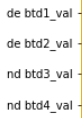 de btd1_val
de btd2_val
nd btd3_val
nd btd4_val